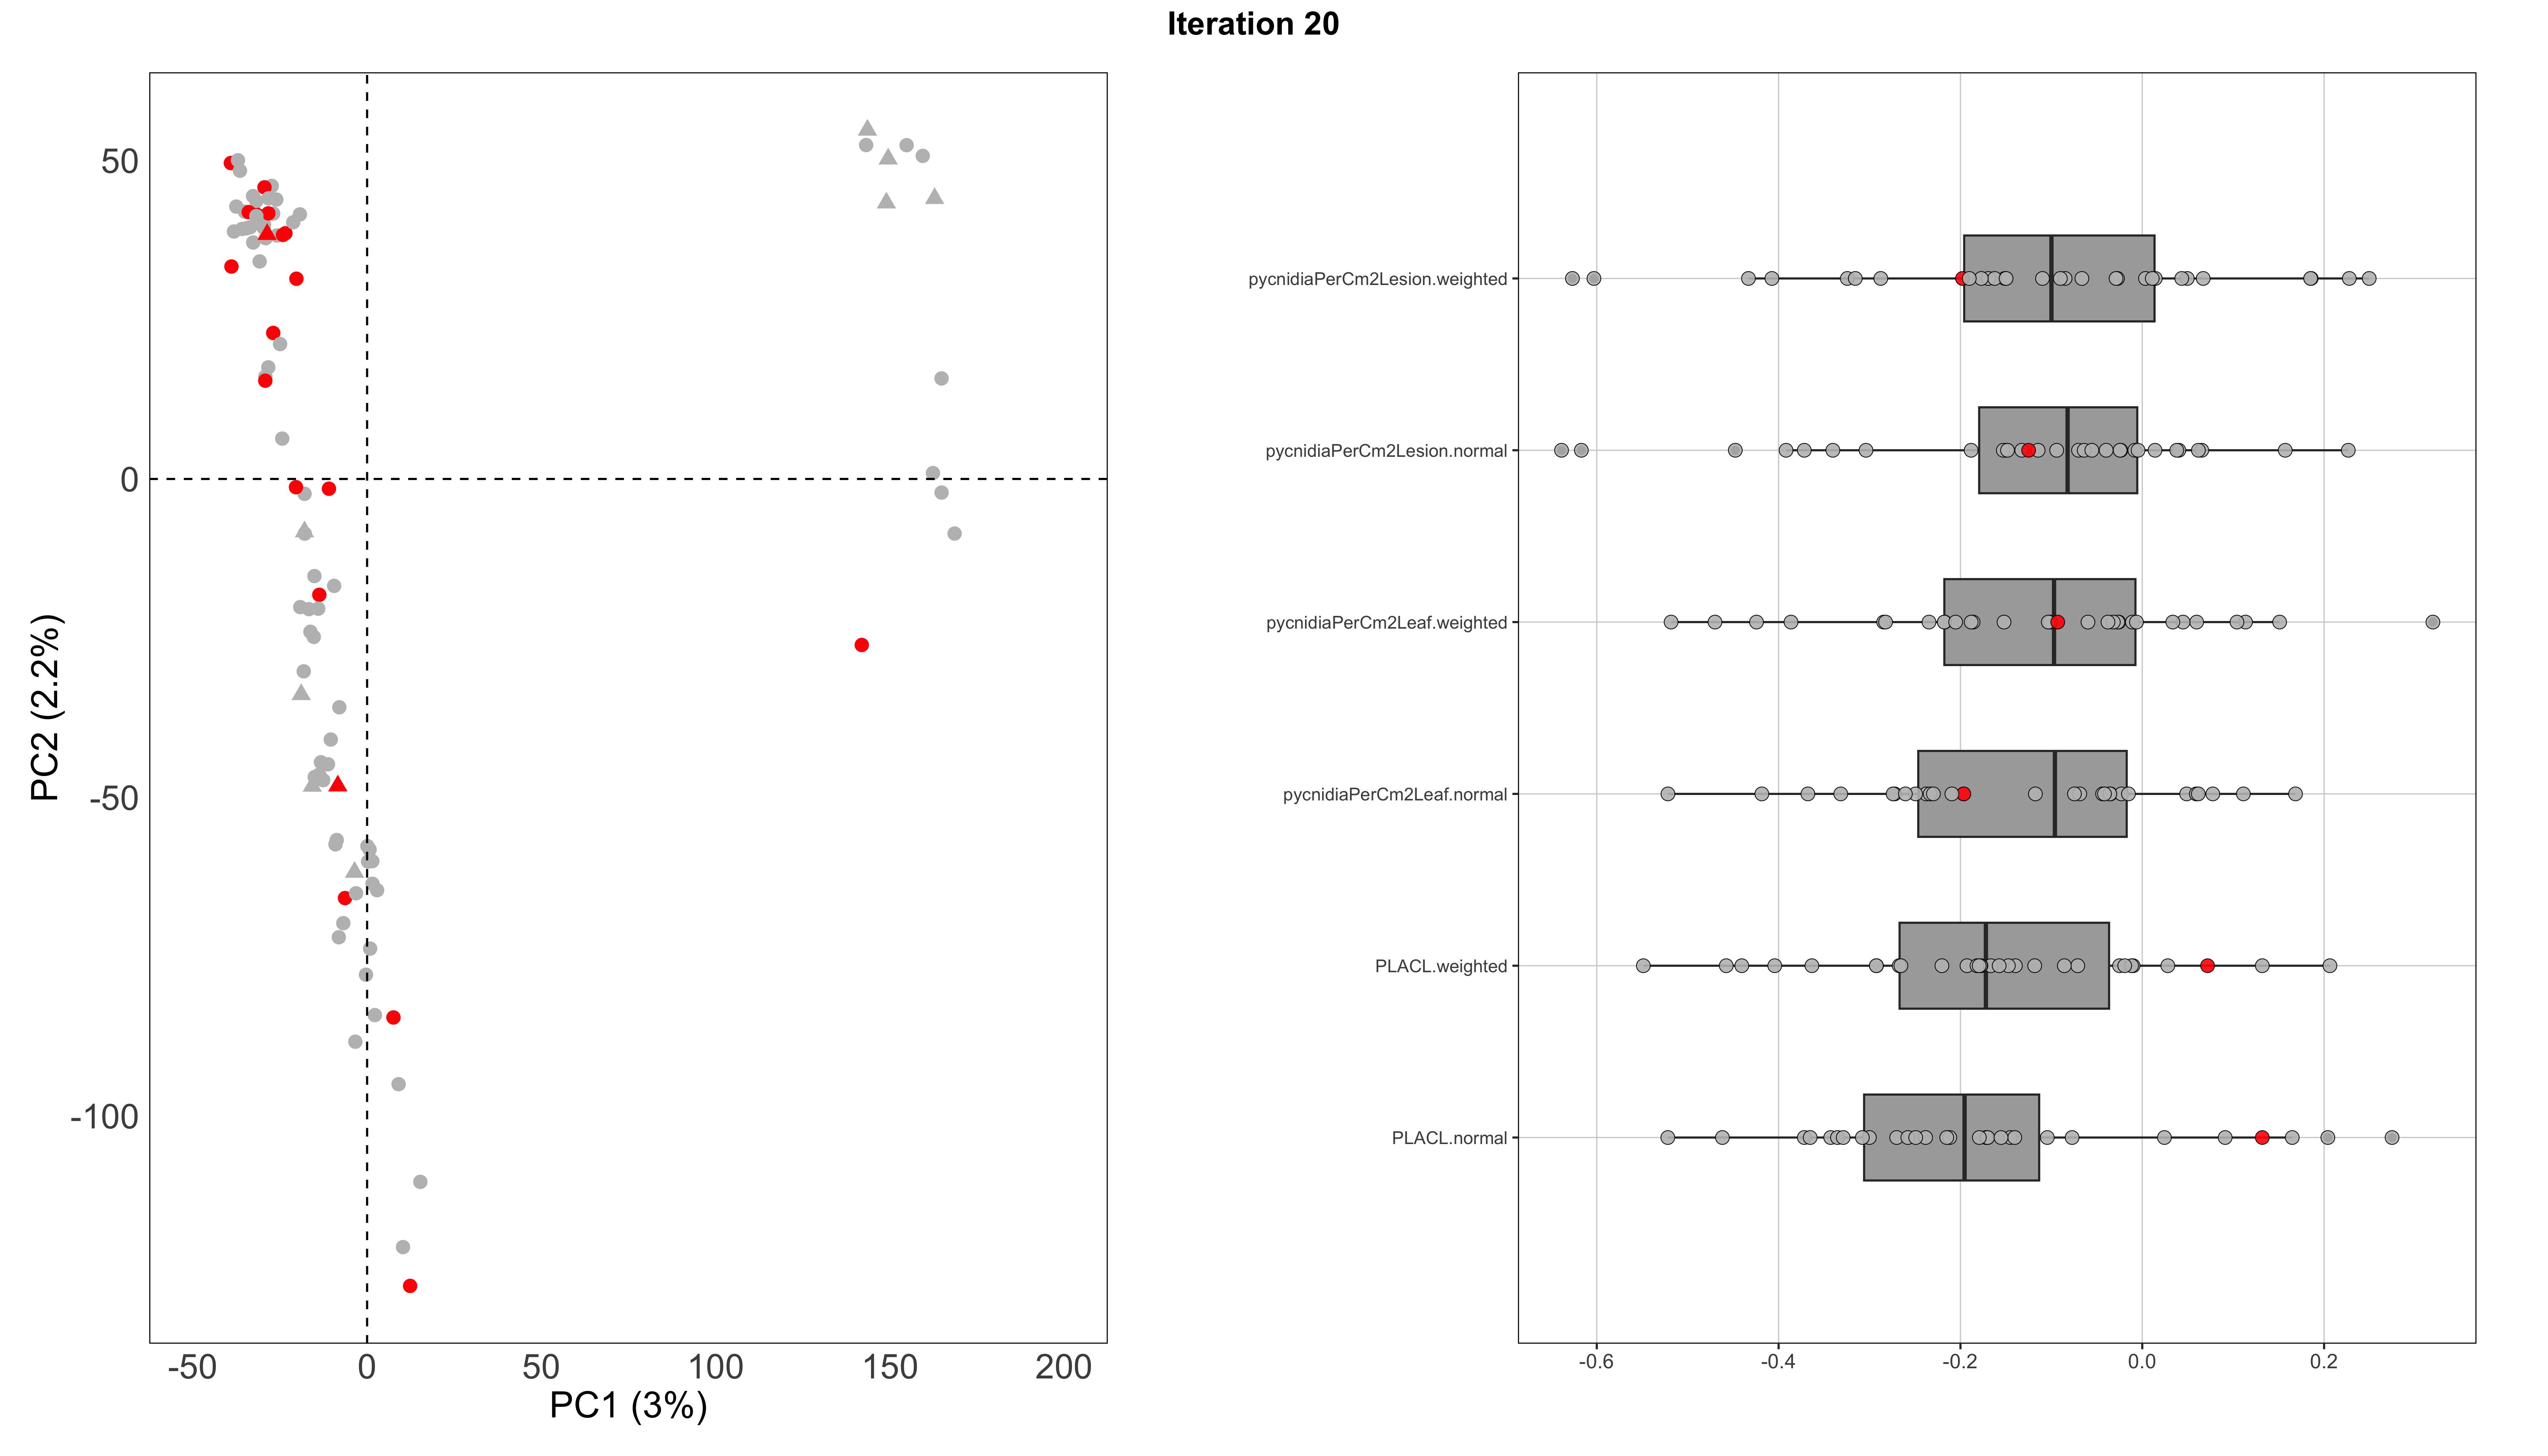 Iteration 20
50
0
-50
-100
PC2 (2.2%)
-50 0 50 100 150 200
PC1 (3%)
pycnidiaPerCm2Lesion.weighted
pycnidiaPerCm2Lesion.normal
pycnidiaPerCm2Leaf.weighted
pycnidiaPerCm2Leaf.normal
PLACL.weighted
PLACL.normal
-0.6 -0.4 -0.2 0.0 0.2